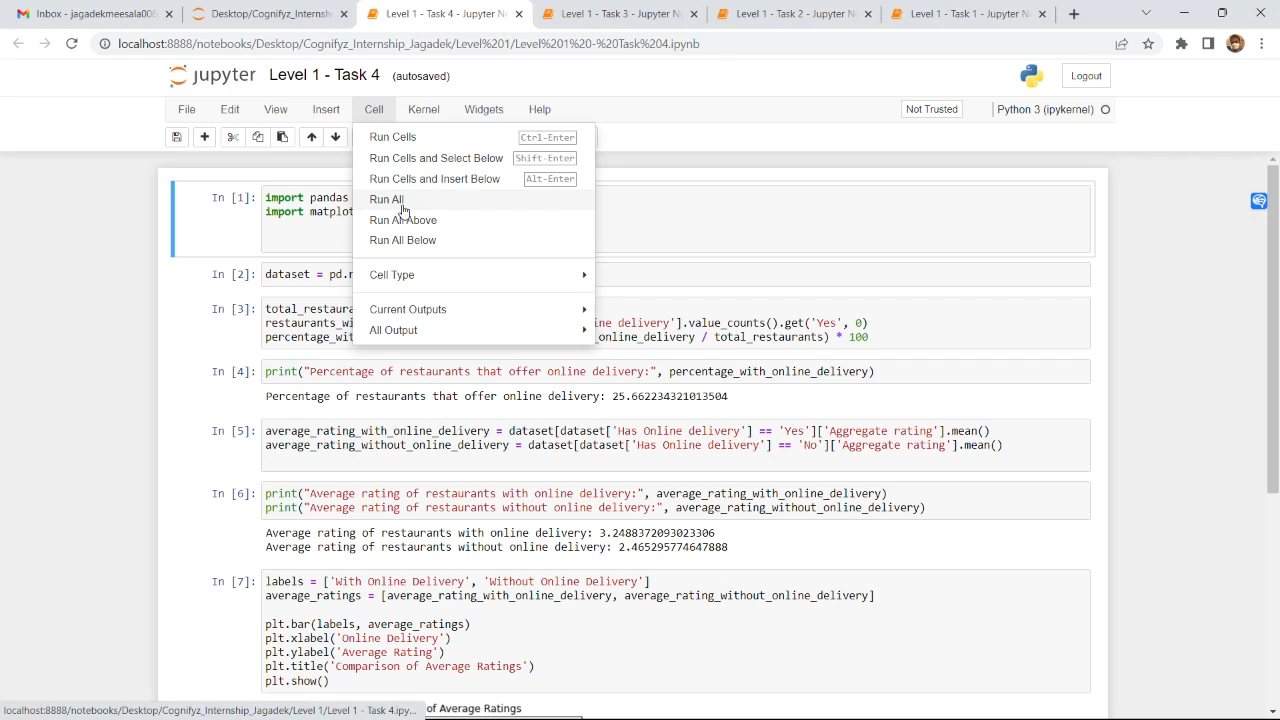 Inbox - jagadekmeesala006
Desktop/Cognifyz_Internsh
Level 1 - Task 4 - Jupyter N
Level 1 - Task 3 - Jupyter N
Level 1 - Task 2 - Jupyter N
Level 1 - Task 1 - Jupyter N
localhost:8888/notebooks/Desktop/Cognifyz_Internship_Jagadek/Level%201/Level%201%20-%20Task%204.ipynb
jupyter Level 1 - Task 4 (autosaved)
Logout
File Edit View Insert Cell Kernel Widgets Help
Not Trusted
Python 3 (ipykernel)
Run Cells Ctrl-Enter
Run Cells and Select Below Shift-Enter
Run Cells and Insert Below Alt-Enter
Run All
Run All Above
Run All Below
Cell Type
Current Outputs
All Output
In [1]: import pandas
import matplot
In [2]: dataset = pd.
In [3]: total_restaura
restaurants_wi ne delivery'].value_counts().get('Yes', 0)
percentage_wit _online_delivery / total_restaurants) * 100
In [4]: print("Percentage of restaurants that offer online delivery:", percentage_with_online_delivery)
Percentage of restaurants that offer online delivery: 25.662234321013504
In [5]: average_rating_with_online_delivery = dataset[dataset['Has Online delivery'] == 'Yes']['Aggregate rating'].mean()
average_rating_without_online_delivery = dataset[dataset['Has Online delivery'] == 'No']['Aggregate rating'].mean()
In [6]: print("Average rating of restaurants with online delivery:", average_rating_with_online_delivery)
print("Average rating of restaurants without online delivery:", average_rating_without_online_delivery)
Average rating of restaurants with online delivery: 3.2488372093023306
Average rating of restaurants without online delivery: 2.465295774647888
In [7]: labels = ['With Online Delivery', 'Without Online Delivery']
average_ratings = [average_rating_with_online_delivery, average_rating_without_online_delivery]
plt.bar(labels, average_ratings)
plt.xlabel('Online Delivery')
plt.ylabel('Average Rating')
plt.title('Comparison of Average Ratings')
plt.show()
localhost:8888/notebooks/Desktop/Cognifyz_Internship_Jagadek/Level 1/Level 1 - Task 4.ipy...
of Average Ratings